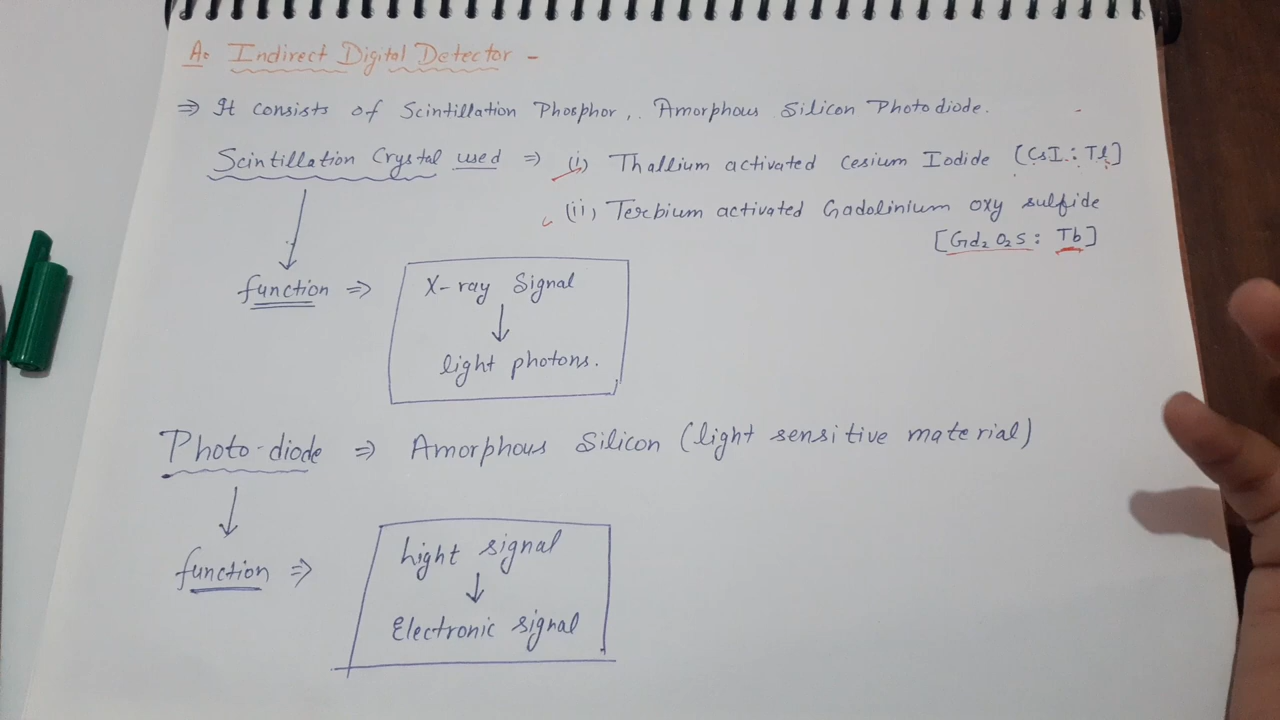 A: Indirect Digital Detector -
⇒ It consists of Scintillation Phosphor, Amorphous Silicon Photodiode.
Scintillation Crystal used ⇒ (i) Thallium activated Cesium Iodide [CsI: Tl]
(ii) Terbium activated Gadolinium oxy sulfide
[Gd₂O₂S: Tb]
function ⇒ X-ray Signal
↓
light photons.
Photo-diode ⇒ Amorphous Silicon (light sensitive material)
↓
function ⇒ Light signal
↓
Electronic signal